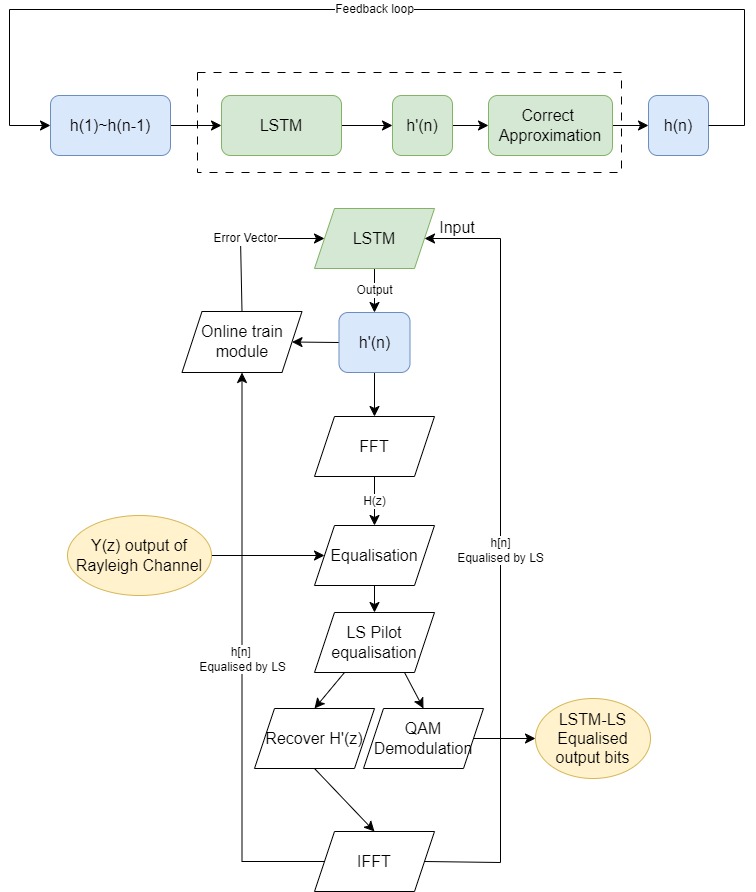 Feedback loop
h(1)~h(n-1)
LSTM
h'(n)
Correct
Approximation
h(n)
Error Vector
LSTM
Input
Output
Online train
module
h'(n)
FFT
H(z)
Y(z) output of
Rayleigh Channel
Equalisation
h[n]
Equalised by LS
LS Pilot
equalisation
h[n]
Equalised by LS
Recover H'(z)
QAM
Demodulation
LSTM-LS
Equalised
output bits
IFFT